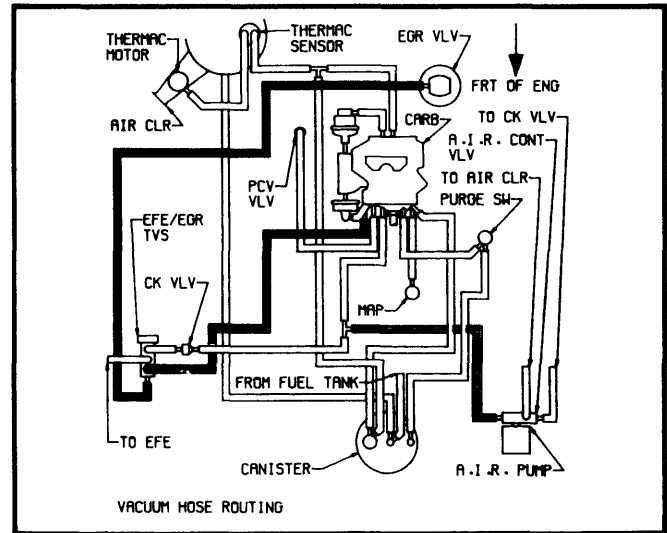 THERMAC
SENSOR
THERMAC
MOTOR
EGR VLV
FRT OF ENG
AIR CLR
TO CK VLV
CARB
A.I.R. CONT
VLV
TO AIR CLR
PCV
VLV
PURGE SW
EFE/EGR
TVS
CK VLV
MAP
FROM FUEL TANK
TO EFE
CANISTER
A.I.R. PUMP
VACUUM HOSE ROUTING